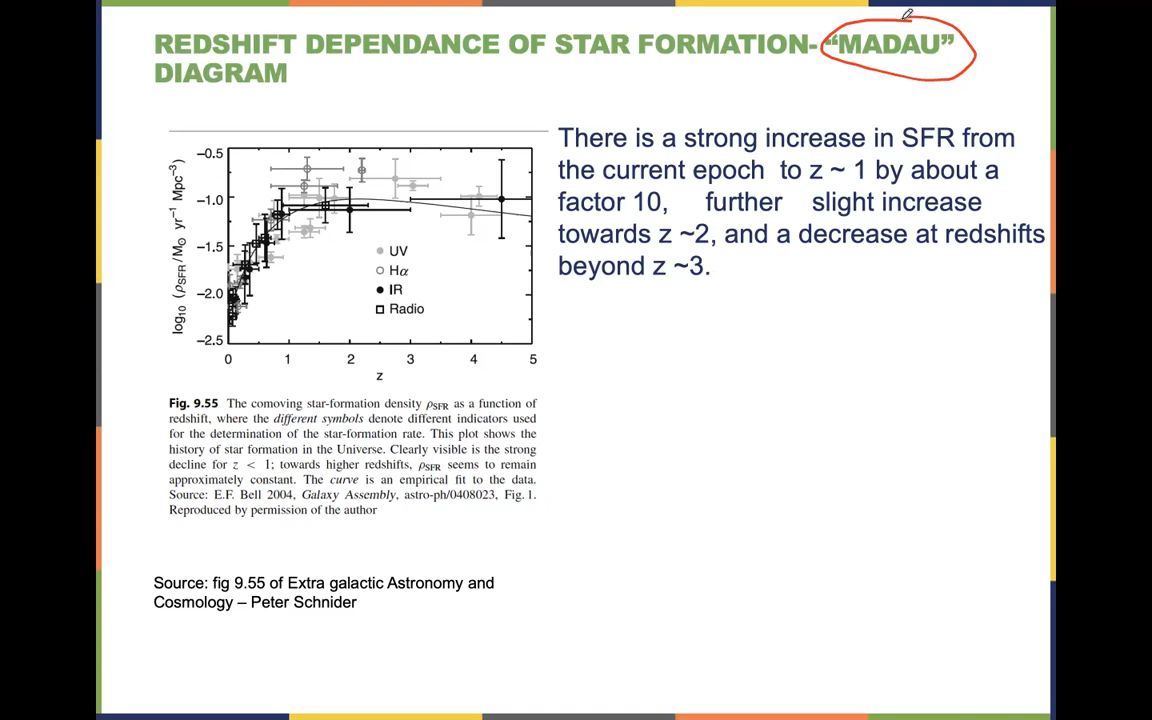 REDSHIFT DEPENDANCE OF STAR FORMATION- “MADAU”
DIAGRAM
There is a strong increase in SFR from
the current epoch to z ~ 1 by about a
factor 10, further slight increase
towards z ~2, and a decrease at redshifts
beyond z ~3.
log₁₀ (ρSFR/M⊙ yr⁻¹ Mpc⁻³)
−0.5
−1.0
−1.5
−2.0
−2.5
UV
Hα
IR
Radio
0 1 2 3 4 5
z
Fig. 9.55 The comoving star-formation density ρSFR as a function of
redshift, where the different symbols denote different indicators used
for the determination of the star-formation rate. This plot shows the
history of star formation in the Universe. Clearly visible is the strong
decline for z < 1; towards higher redshifts, ρSFR seems to remain
approximately constant. The curve is an empirical fit to the data.
Source: E.F. Bell 2004, Galaxy Assembly, astro-ph/0408023, Fig. 1.
Reproduced by permission of the author
Source: fig 9.55 of Extra galactic Astronomy and
Cosmology – Peter Schnider